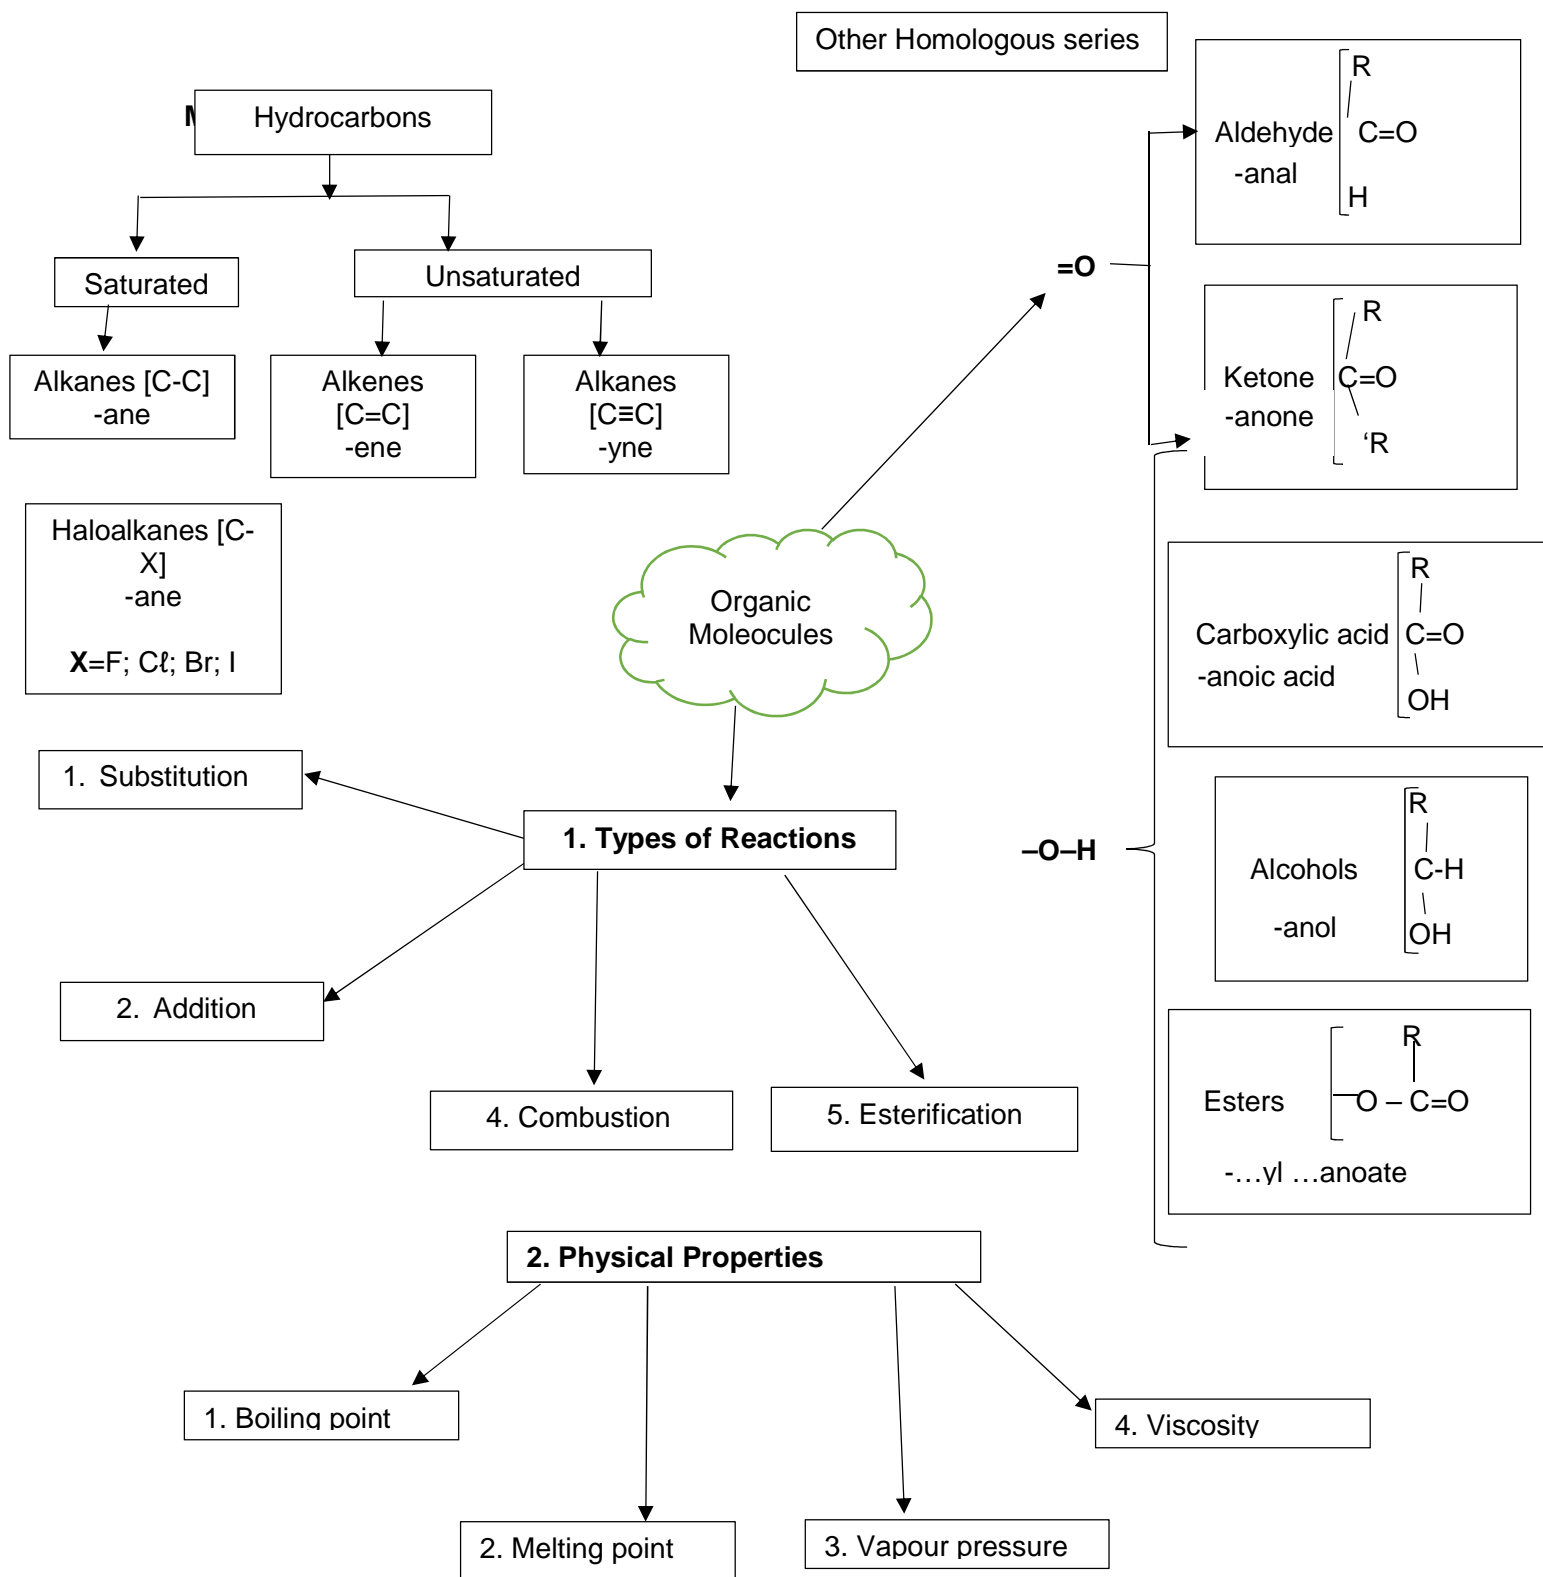 Other Homologous series
M
Hydrocarbons
Saturated
Unsaturated
Alkanes [C-C]
-ane
Alkenes
[C=C]
-ene
Alkanes
[C≡C]
-yne
Haloalkanes [C-
X]
-ane
X=F; Cℓ; Br; I
=O
R
Aldehyde C=O
-anal
H
R
Ketone C=O
-anone
‘R
Organic
Moleocules
–O–H
R
Carboxylic acid C=O
-anoic acid
OH
R
Alcohols C-H
-anol OH
R
Esters O – C=O
-…yl …anoate
1. Types of Reactions
1. Substitution
2. Addition
4. Combustion
5. Esterification
2. Physical Properties
1. Boiling point
2. Melting point
3. Vapour pressure
4. Viscosity